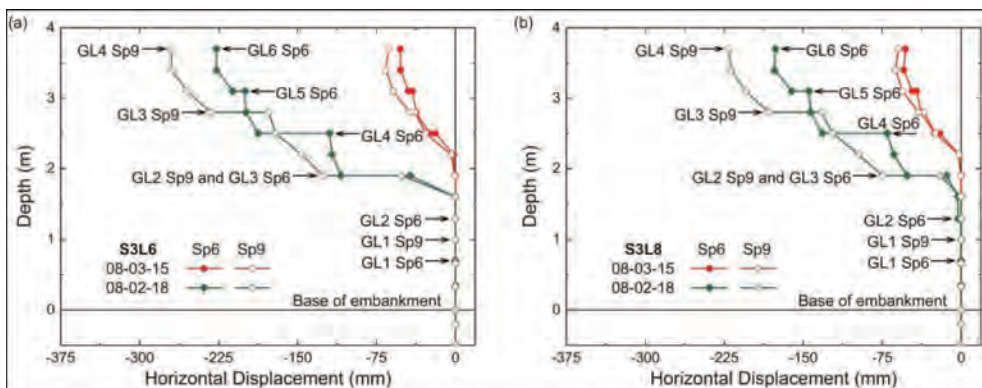 (a)
4
3
2
1
0
Depth (m)
GL4 Sp9
GL6 Sp6
GL5 Sp6
GL3 Sp9
GL4 Sp6
GL2 Sp9 and GL3 Sp6
GL2 Sp6
GL1 Sp9
GL1 Sp6
S3L6 Sp6 Sp9
08-03-15
08-02-18
Base of embankment
-375 -300 -225 -150 -75 0
Horizontal Displacement (mm)
(b)
4
3
2
1
0
Depth (m)
GL4 Sp9
GL6 Sp6
GL5 Sp6
GL3 Sp9
GL4 Sp6
GL2 Sp9 and GL3 Sp6
GL2 Sp6
GL1 Sp9
GL1 Sp6
S3L8 Sp6 Sp9
08-03-15
08-02-18
Base of embankment
-375 -300 -225 -150 -75 0
Horizontal Displacement (mm)